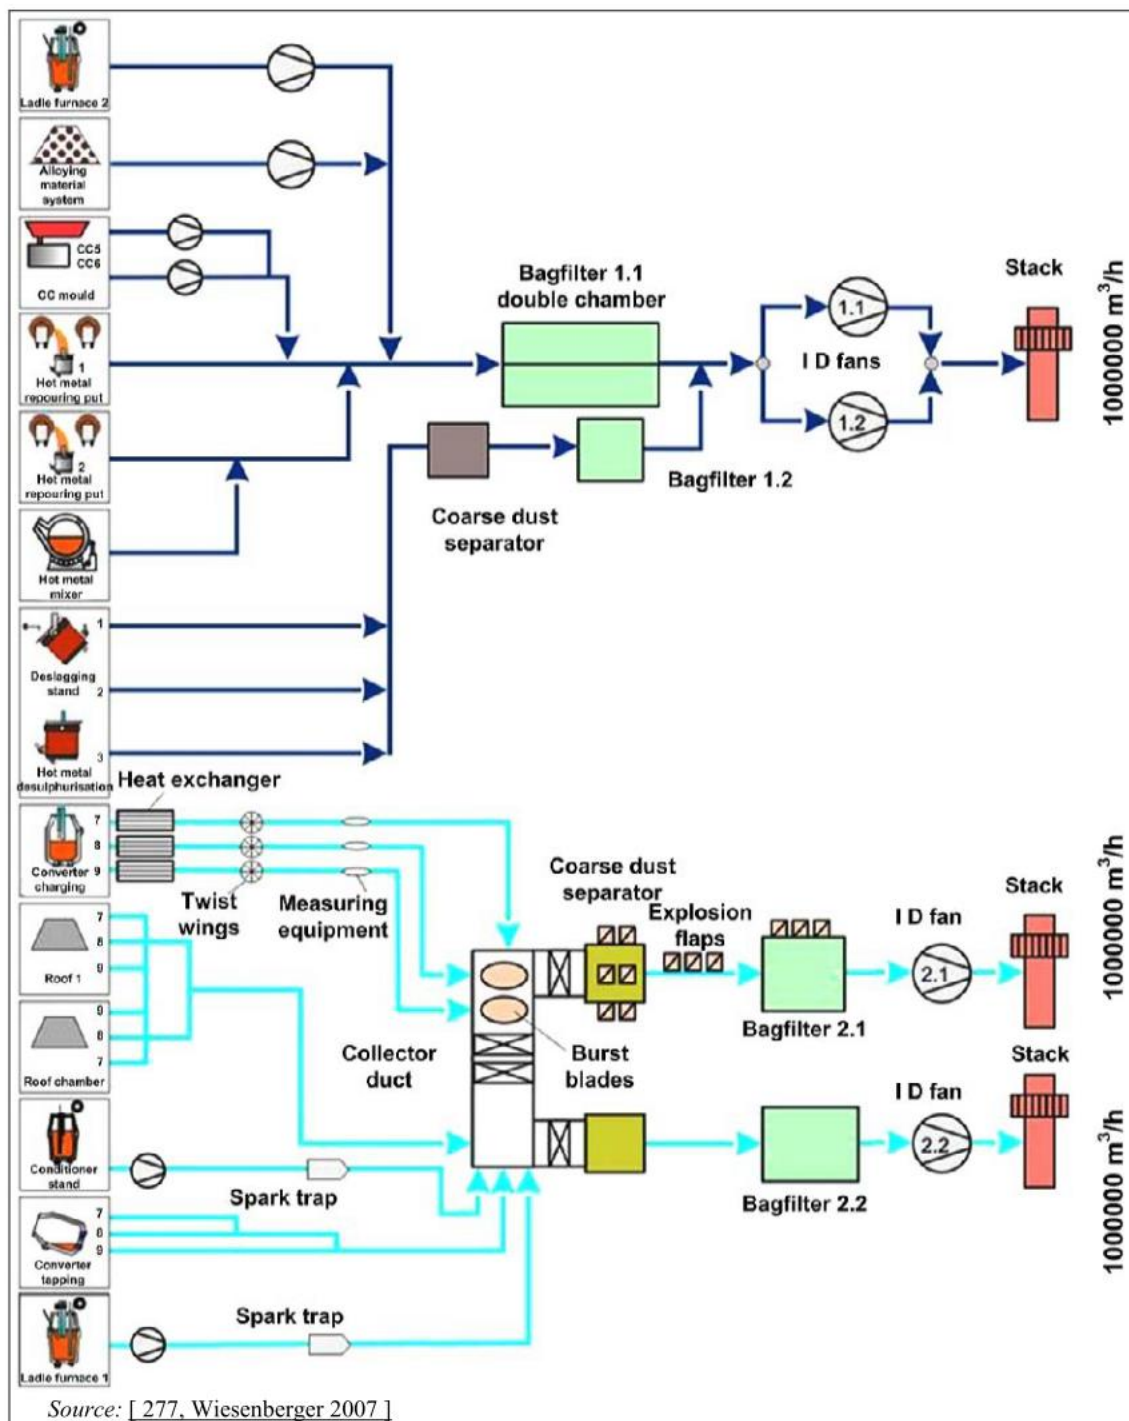 Ladle furnace 2
Alloying
material
system
CC5
CC6
CC mould
1
Hot metal
repouring put
2
Hot metal
repouring put
Hot metal
mixer
1
Deslagging
stand
2
3
Hot metal
desulphurisation
Bagfilter 1.1
double chamber
Coarse dust
separator
Bagfilter 1.2
1.1
I D fans
1.2
Stack
1000000 m³/h
Heat exchanger
7
8
9
Converter
charging
Twist
wings
Measuring
equipment
7
8
9
Roof 1
9
8
7
Roof chamber
Collector
duct
Burst
blades
Coarse dust
separator
Explosion
flaps
Bagfilter 2.1
I D fan
2.1
Stack
1000000 m³/h
Conditioner
stand
Spark trap
7
8
9
Converter
tapping
Bagfilter 2.2
I D fan
2.2
Stack
1000000 m³/h
Spark trap
Ladle furnace 1
Source: [ 277, Wiesenberger 2007 ]